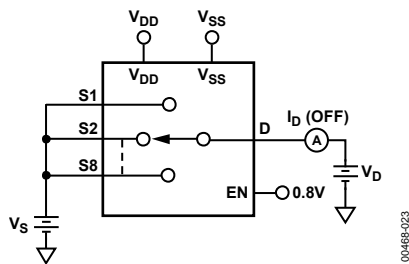 VDD VSS
VDD VSS
S1
ID (OFF)
S2 D A
S8 VD
EN 0.8V
VS
00468-023